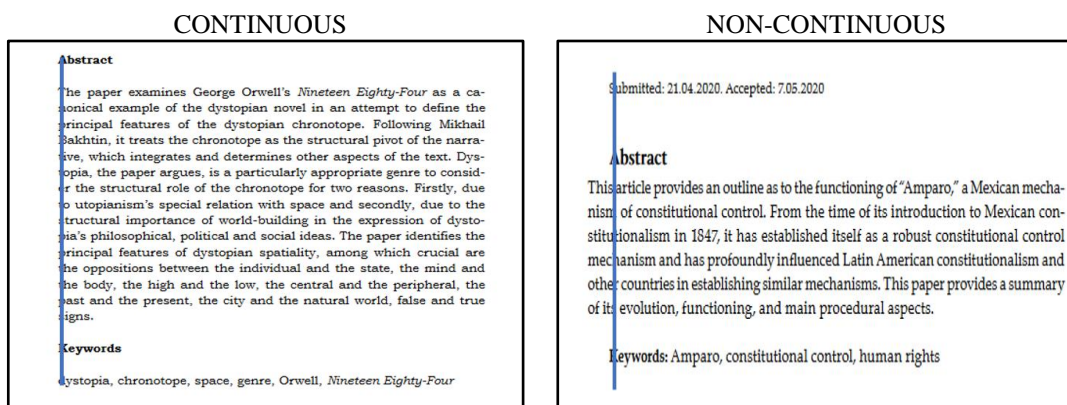 CONTINUOUS
Abstract
The paper examines George Orwell's Nineteen Eighty-Four as a ca-
nonical example of the dystopian novel in an attempt to define the
principal features of the dystopian chronotope. Following Mikhail
Bakhtin, it treats the chronotope as the structural pivot of the narra-
tive, which integrates and determines other aspects of the text. Dys-
topia, the paper argues, is a particularly appropriate genre to consid-
er the structural role of the chronotope for two reasons. Firstly, due
to utopianism's special relation with space and secondly, due to the
structural importance of world-building in the expression of dysto-
pia's philosophical, political and social ideas. The paper identifies the
principal features of dystopian spatiality, among which crucial are
the oppositions between the individual and the state, the mind and
the body, the high and the low, the central and the peripheral, the
past and the present, the city and the natural world, false and true
signs.
Keywords
dystopia, chronotope, space, genre, Orwell, Nineteen Eighty-Four
NON-CONTINUOUS
Submitted: 21.04.2020. Accepted: 7.05.2020
Abstract
This article provides an outline as to the functioning of "Amparo," a Mexican mecha-
nism of constitutional control. From the time of its introduction to Mexican con-
stitutionalism in 1847, it has established itself as a robust constitutional control
mechanism and has profoundly influenced Latin American constitutionalism and
other countries in establishing similar mechanisms. This paper provides a summary
of its evolution, functioning, and main procedural aspects.
Keywords: Amparo, constitutional control, human rights